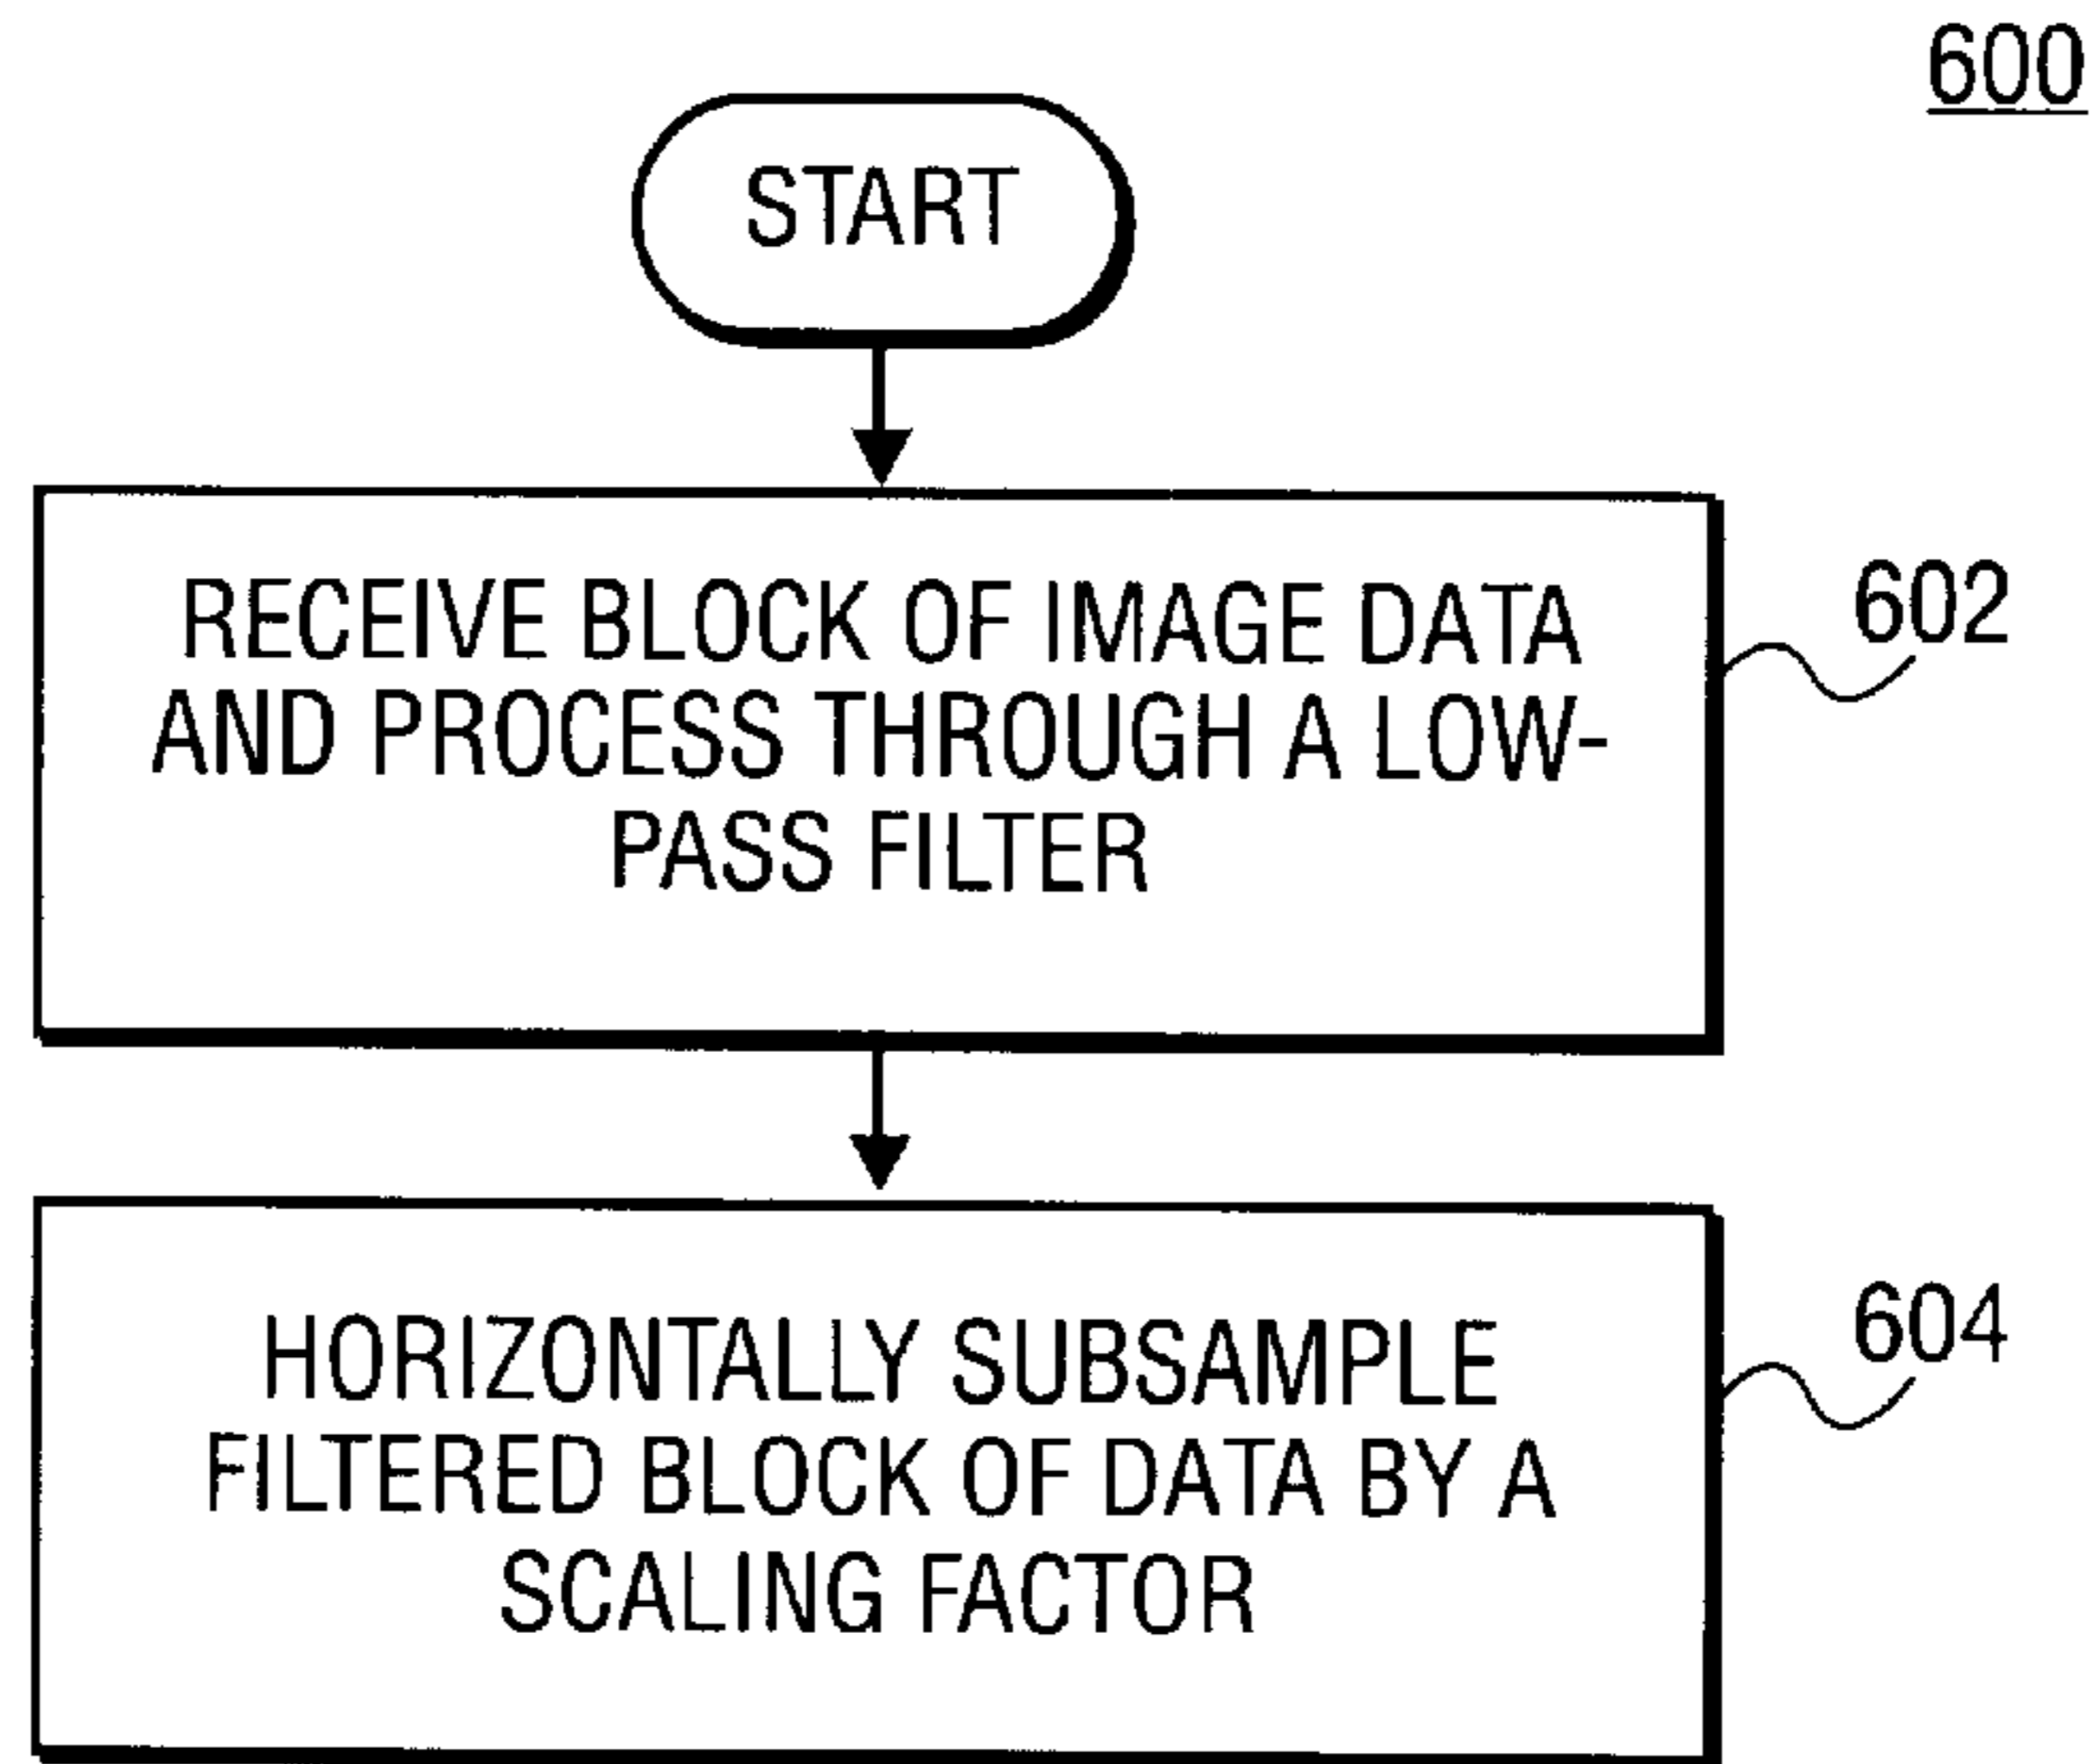 600
START
RECEIVE BLOCK OF IMAGE DATA
AND PROCESS THROUGH A LOW-
PASS FILTER
602
HORIZONTALLY SUBSAMPLE
FILTERED BLOCK OF DATA BY A
SCALING FACTOR
604